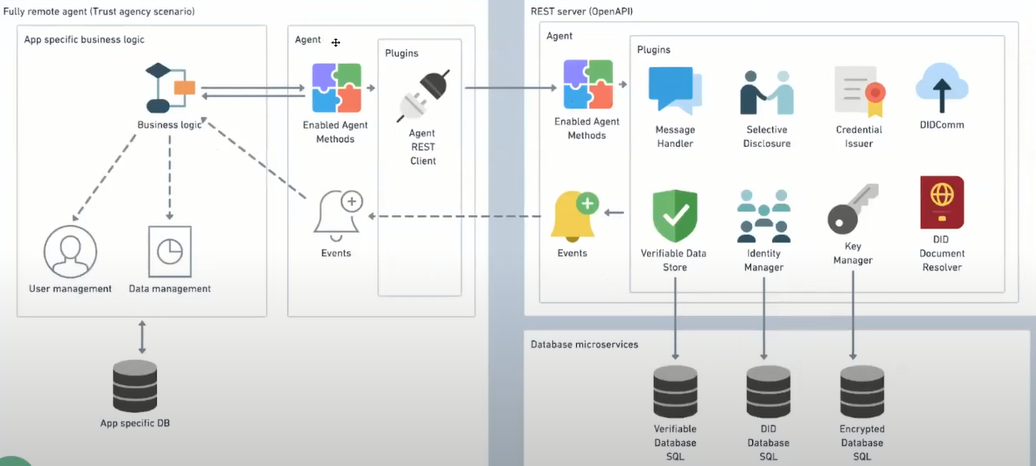 Fully remote agent (Trust agency scenario)
App specific business logic
Business logic
User management
Data management
App specific DB
Agent
Enabled Agent
Methods
Events
Plugins
Agent
REST
Client
REST server (OpenAPI)
Agent
Enabled Agent
Methods
Events
Plugins
Message
Handler
Selective
Disclosure
Credential
Issuer
DIDComm
Verifiable Data
Store
Identity
Manager
Key
Manager
DID
Document
Resolver
Database microservices
Verifiable
Database
SQL
DID
Database
SQL
Encrypted
Database
SQL